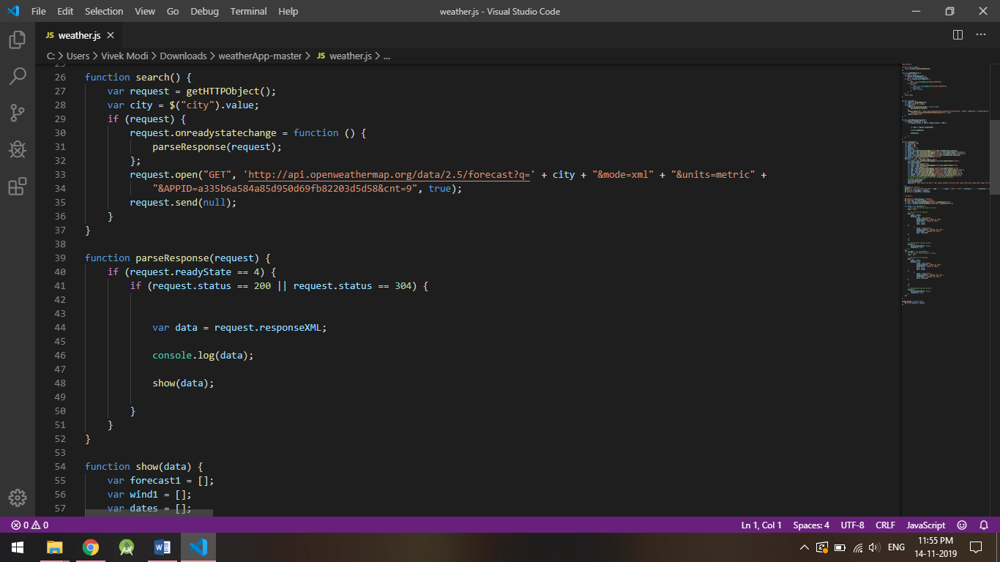 File Edit Selection View Go Debug Terminal Help
weather.js - Visual Studio Code
JS weather.js
C: > Users > Vivek Modi > Downloads > weatherApp-master > JS weather.js > ...
25
26 function search() {
27 var request = getHTTPObject();
28 var city = $("city").value;
29 if (request) {
30 request.onreadystatechange = function () {
31 parseResponse(request);
32 };
33 request.open("GET", 'http://api.openweathermap.org/data/2.5/forecast?q=' + city + "&mode=xml" + "&units=metric" +
34 "&APPID=a335b6a584a85d950d69fb82203d5d58&cnt=9", true);
35 request.send(null);
36 }
37 }
38
39 function parseResponse(request) {
40 if (request.readyState == 4) {
41 if (request.status == 200 || request.status == 304) {
42
43
44 var data = request.responseXML;
45
46 console.log(data);
47
48 show(data);
49
50 }
51 }
52 }
53
54 function show(data) {
55 var forecast1 = [];
56 var wind1 = [];
57 var dates = [];
0 0
Ln 1, Col 1 Spaces: 4 UTF-8 CRLF JavaScript
ENG
11:55 PM
14-11-2019